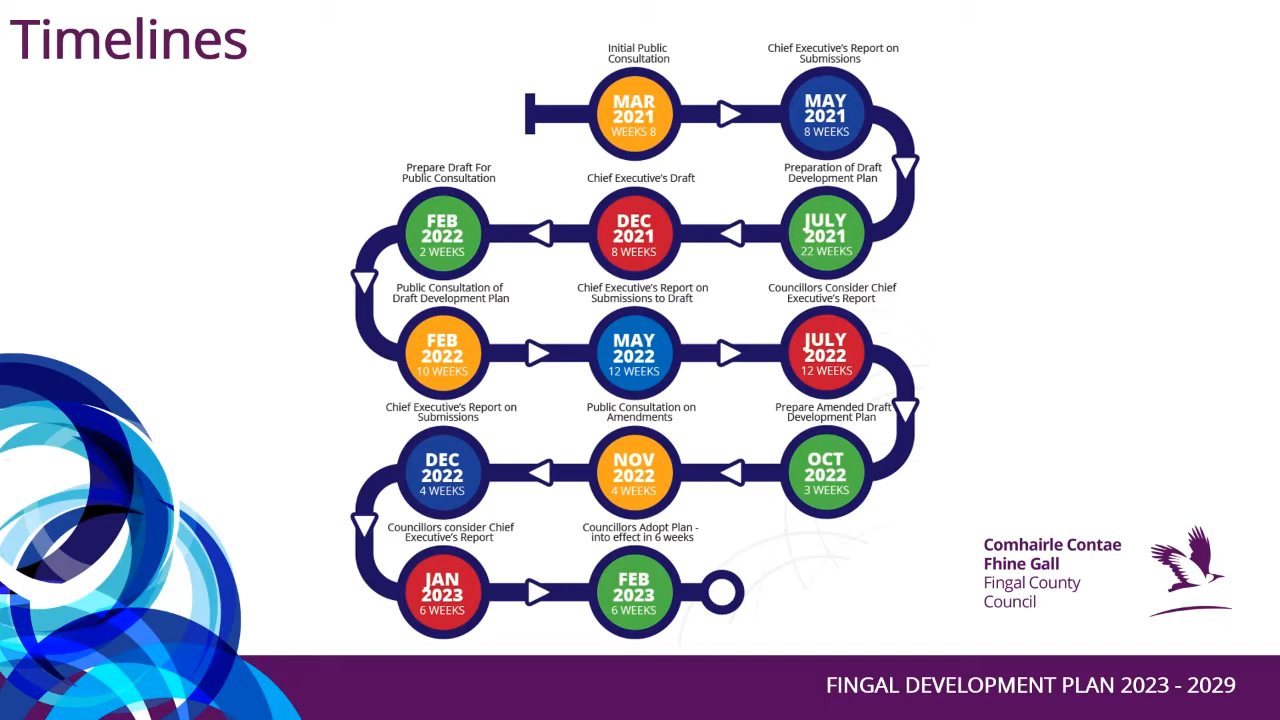 Timelines
Initial Public
Consultation
MAR
2021
WEEKS 8
Chief Executive's Report on
Submissions
MAY
2021
8 WEEKS
Preparation of Draft
Development Plan
JULY
2021
22 WEEKS
Chief Executive's Draft
DEC
2021
8 WEEKS
Prepare Draft For
Public Consultation
FEB
2022
2 WEEKS
Public Consultation of
Draft Development Plan
FEB
2022
10 WEEKS
Chief Executive's Report on
Submissions to Draft
MAY
2022
12 WEEKS
Councillors Consider Chief
Executive's Report
JULY
2022
12 WEEKS
Prepare Amended Draft
Development Plan
OCT
2022
3 WEEKS
Public Consultation on
Amendments
NOV
2022
4 WEEKS
Chief Executive's Report on
Submissions
DEC
2022
4 WEEKS
Councillors consider Chief
Executive's Report
JAN
2023
6 WEEKS
Councillors Adopt Plan -
into effect in 6 weeks
FEB
2023
6 WEEKS
Comhairle Contae
Fhine Gall
Fingal County
Council
FINGAL DEVELOPMENT PLAN 2023 - 2029